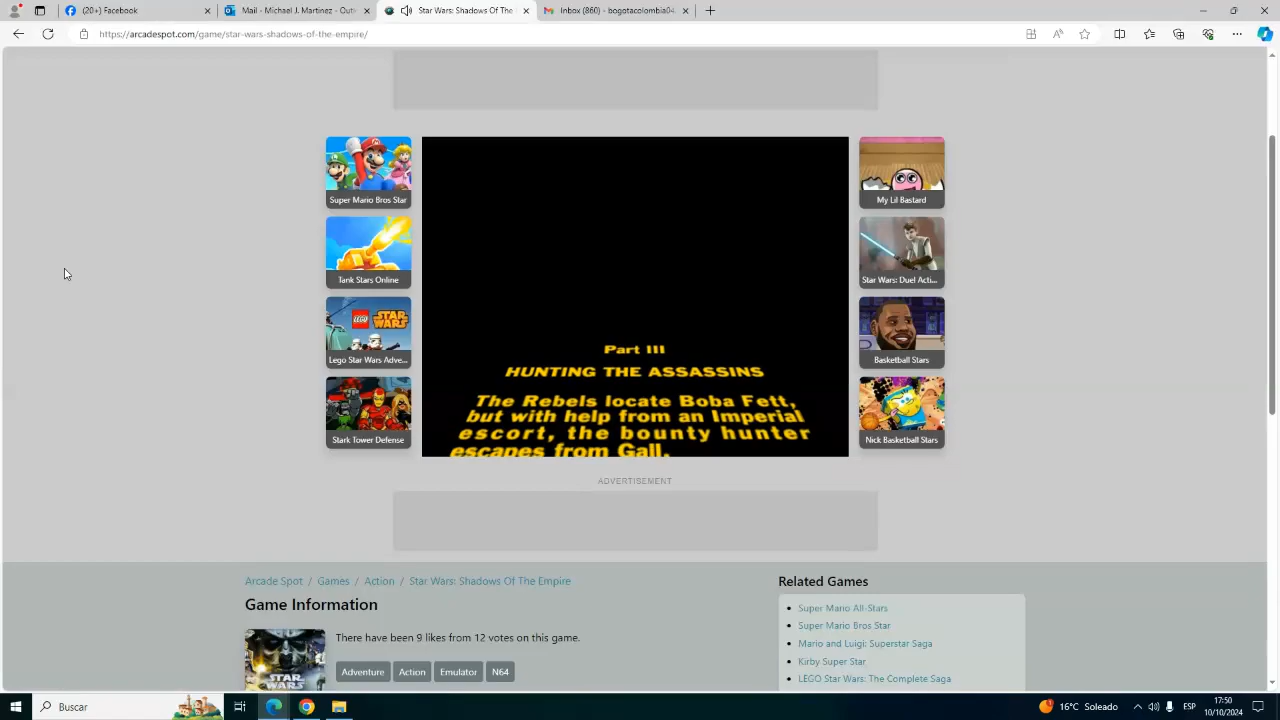 (20+) Facebook
Mail - Michael J. Martinez - Outl
Star Wars: Shadows Of The
Inbox (860) - bogotacolombia04
https://arcadespot.com/game/star-wars-shadows-of-the-empire/
Super Mario Bros Star
Tank Stars Online
LEGO STAR WARS
Lego Star Wars Adve...
Stark Tower Defense
Part III
HUNTING THE ASSASSINS
The Rebels locate Boba Fett,
but with help from an Imperial
escort, the bounty hunter
escapes from Gall.
My Lil Bastard
Star Wars: Duel Acti...
Basketball Stars
Nick Basketball Stars
ADVERTISEMENT
Arcade Spot / Games / Action / Star Wars: Shadows Of The Empire
Game Information
There have been 9 likes from 12 votes on this game.
Adventure
Action
Emulator
N64
STAR
WARS
Related Games
Super Mario All-Stars
Super Mario Bros Star
Mario and Luigi: Superstar Saga
Kirby Super Star
LEGO Star Wars: The Complete Saga
Buscar
16°C Soleado
ESP
17:50
10/10/2024